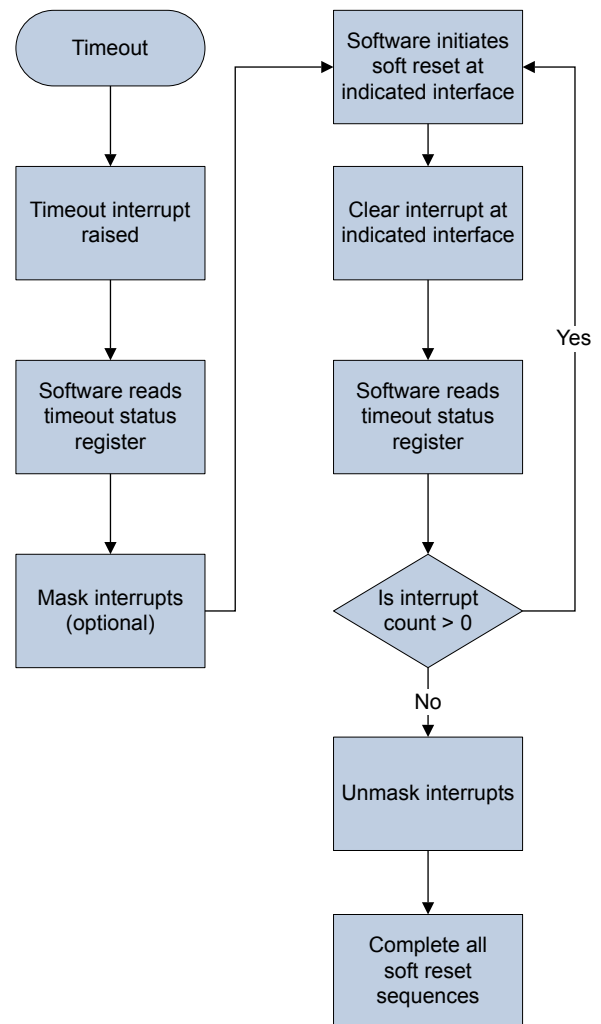 Timeout
Timeout interrupt
raised
Software reads
timeout status
register
Mask interrupts
(optional)
Software initiates
soft reset at
indicated interface
Clear interrupt at
indicated interface
Software reads
timeout status
register
Is interrupt
count > 0
Yes
No
Unmask interrupts
Complete all
soft reset
sequences